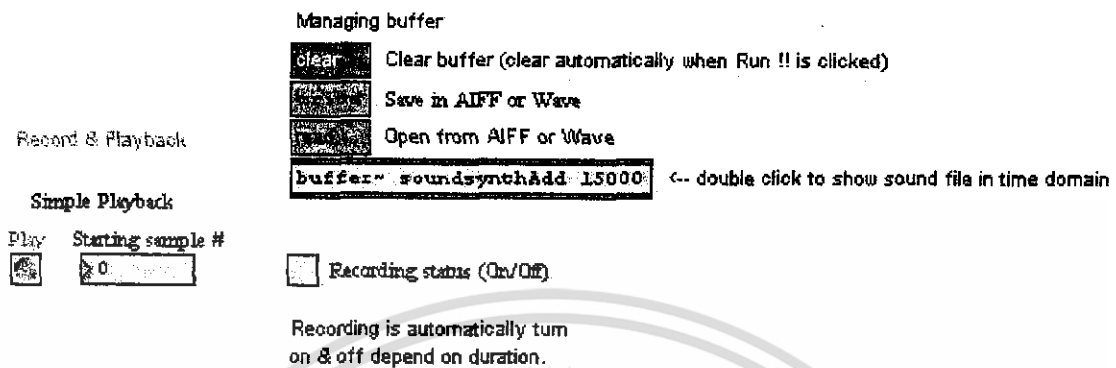 Managing buffer
clear Clear buffer (clear automatically when Run !! is clicked)
Save in AIFF or Wave
Open from AIFF or Wave
Record & Playback
buffer~ soundsynthAdd 15000 <-- double click to show sound file in time domain
Simple Playback
Play Starting sample #
0
Recording status (On/Off)
Recording is automatically turn
on & off depend on duration.